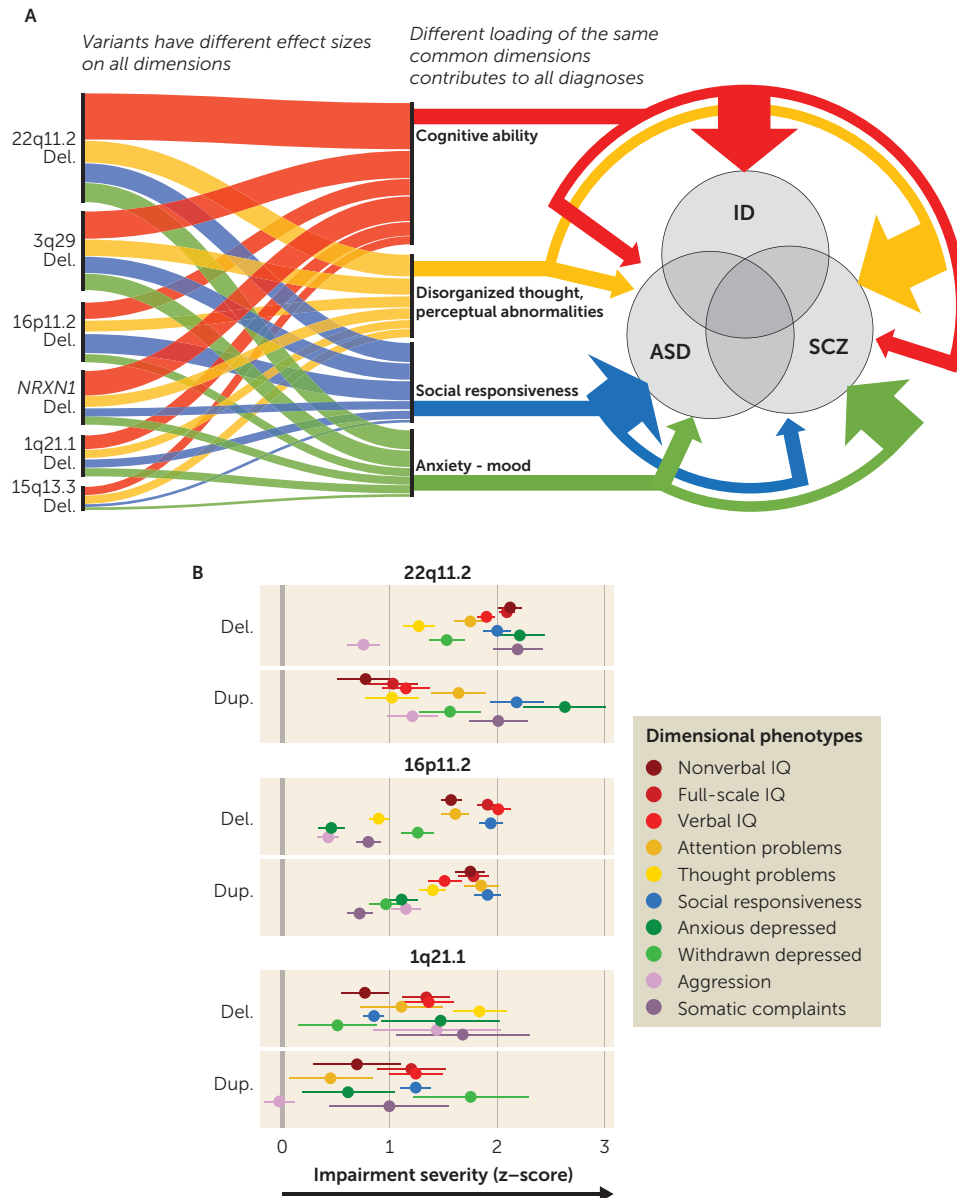 A
Variants have different effect sizes
on all dimensions
Different loading of the same
common dimensions
contributes to all diagnoses
22q11.2
Del.
3q29
Del.
16p11.2
Del.
NRXN1
Del.
1q21.1
Del.
15q13.3
Del.
Cognitive ability
Disorganized thought,
perceptual abnormalities
Social responsiveness
Anxiety - mood
ID
ASD
SCZ
B
22q11.2
Del.
Dup.
16p11.2
Del.
Dup.
1q21.1
Del.
Dup.
0
1
2
3
Impairment severity (z–score)
Dimensional phenotypes
Nonverbal IQ
Full-scale IQ
Verbal IQ
Attention problems
Thought problems
Social responsiveness
Anxious depressed
Withdrawn depressed
Aggression
Somatic complaints